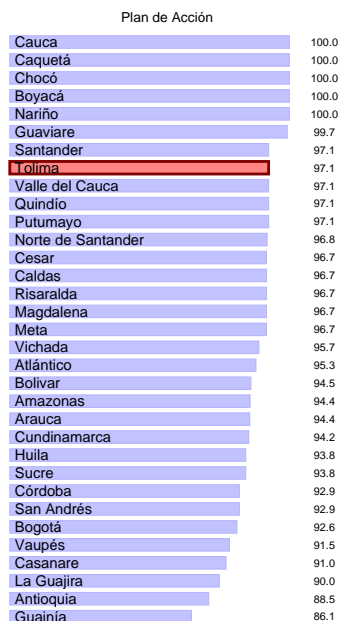 Plan de Acción
Cauca 100.0
Caquetá 100.0
Chocó 100.0
Boyacá 100.0
Nariño 100.0
Guaviare 99.7
Santander 97.1
Tolima 97.1
Valle del Cauca 97.1
Quindío 97.1
Putumayo 97.1
Norte de Santander 96.8
Cesar 96.7
Caldas 96.7
Risaralda 96.7
Magdalena 96.7
Meta 96.7
Vichada 95.7
Atlántico 95.3
Bolivar 94.5
Amazonas 94.4
Arauca 94.4
Cundinamarca 94.2
Huila 93.8
Sucre 93.8
Córdoba 92.9
San Andrés 92.9
Bogotá 92.6
Vaupés 91.5
Casanare 91.0
La Guajira 90.0
Antioquia 88.5
Guainía 86.1